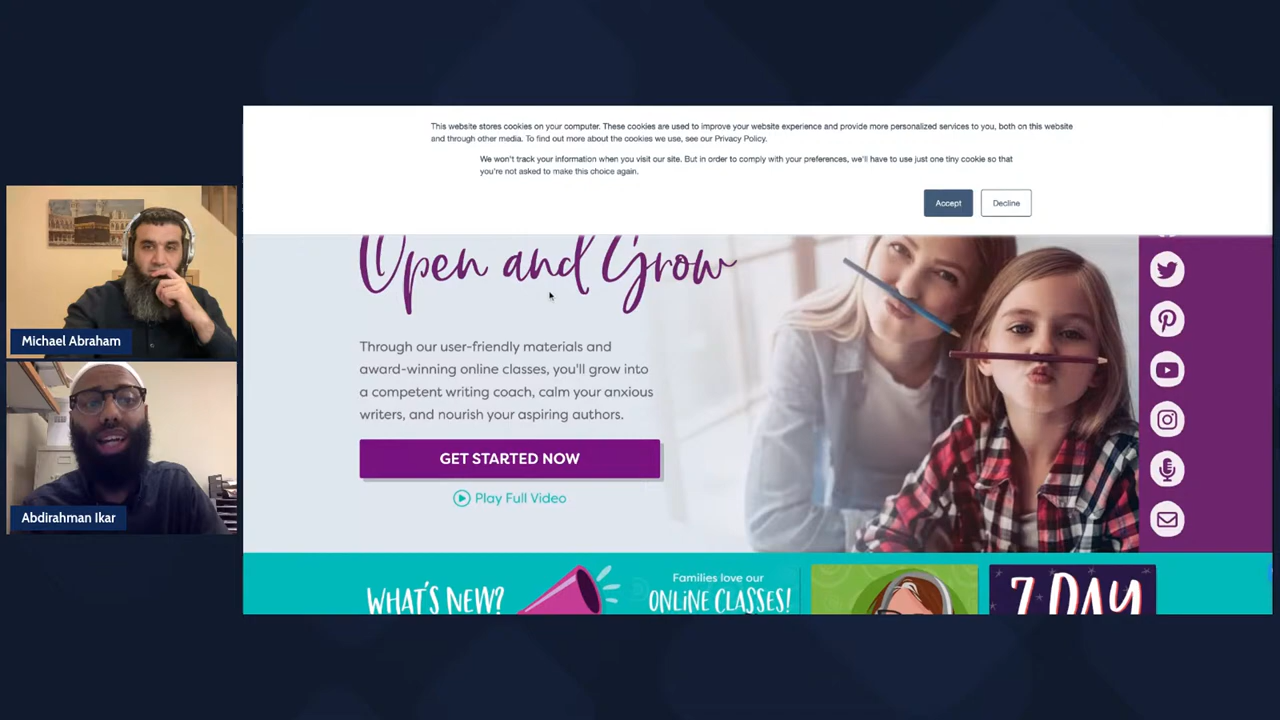 This website stores cookies on your computer. These cookies are used to improve your website experience and provide more personalized services to you, both on this website
and through other media. To find out more about the cookies we use, see our Privacy Policy.
We won't track your information when you visit our site. But in order to comply with your preferences, we'll have to use just one tiny cookie so that
you're not asked to make this choice again.
Accept
Decline
Open and Grow
Through our user-friendly materials and
award-winning online classes, you'll grow into
a competent writing coach, calm your anxious
writers, and nourish your aspiring authors.
GET STARTED NOW
Play Full Video
WHAT'S NEW?
Families love our
ONLINE CLASSES!
7 DAY
Michael Abraham
Abdirahman Ikar